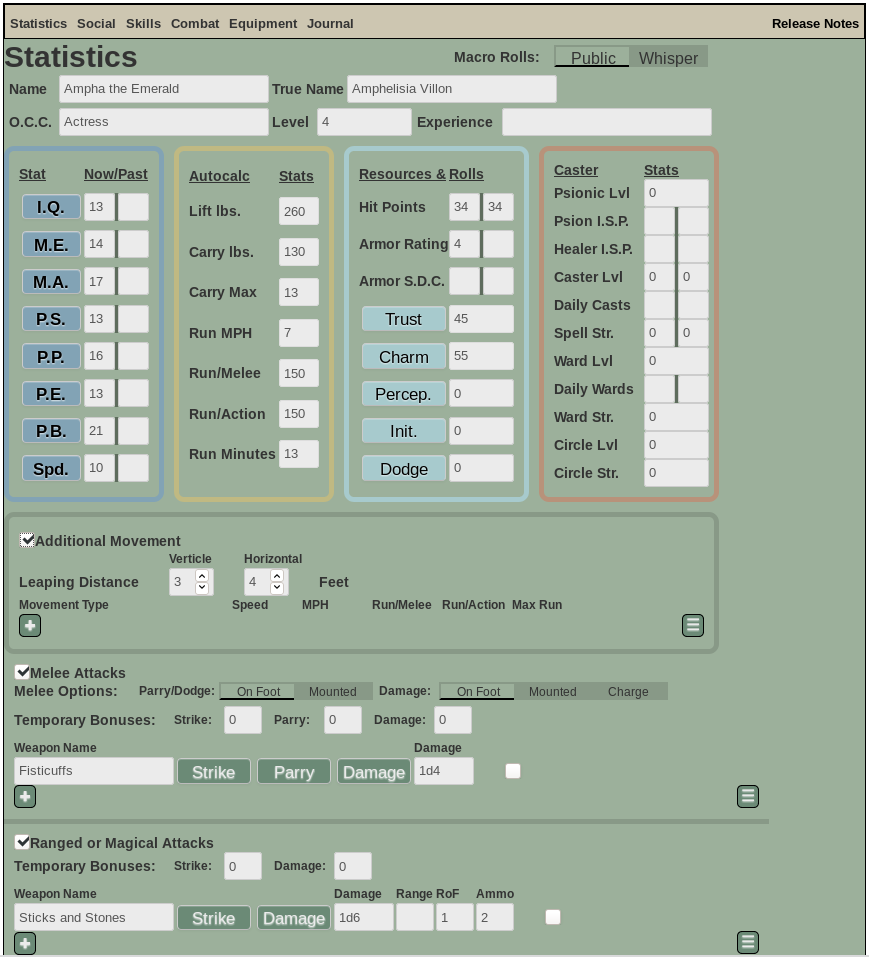 Statistics Social Skills Combat Equipment Journal Release Notes
Statistics Macro Rolls: Public Whisper
Name Ampha the Emerald True Name Amphelisia Villon
O.C.C. Actress Level 4 Experience
Stat Now/Past
I.Q. 13
M.E. 14
M.A. 17
P.S. 13
P.P. 16
P.E. 13
P.B. 21
Spd. 10
Autocalc Stats
Lift lbs. 260
Carry lbs. 130
Carry Max 13
Run MPH 7
Run/Melee 150
Run/Action 150
Run Minutes 13
Resources & Rolls
Hit Points 34 34
Armor Rating 4
Armor S.D.C.
Trust 45
Charm 55
Percep. 0
Init. 0
Dodge 0
Caster Stats
Psionic Lvl 0
Psion I.S.P.
Healer I.S.P.
Caster Lvl 0 0
Daily Casts
Spell Str. 0 0
Ward Lvl 0
Daily Wards
Ward Str. 0
Circle Lvl 0
Circle Str. 0
Additional Movement
Verticle Horizontal
Leaping Distance 3 4 Feet
Movement Type Speed MPH Run/Melee Run/Action Max Run
Melee Attacks
Melee Options: Parry/Dodge: On Foot Mounted Damage: On Foot Mounted Charge
Temporary Bonuses: Strike: 0 Parry: 0 Damage: 0
Weapon Name Damage
Fisticuffs Strike Parry Damage 1d4
Ranged or Magical Attacks
Temporary Bonuses: Strike: 0 Damage: 0
Weapon Name Damage Range RoF Ammo
Sticks and Stones Strike Damage 1d6 1 2